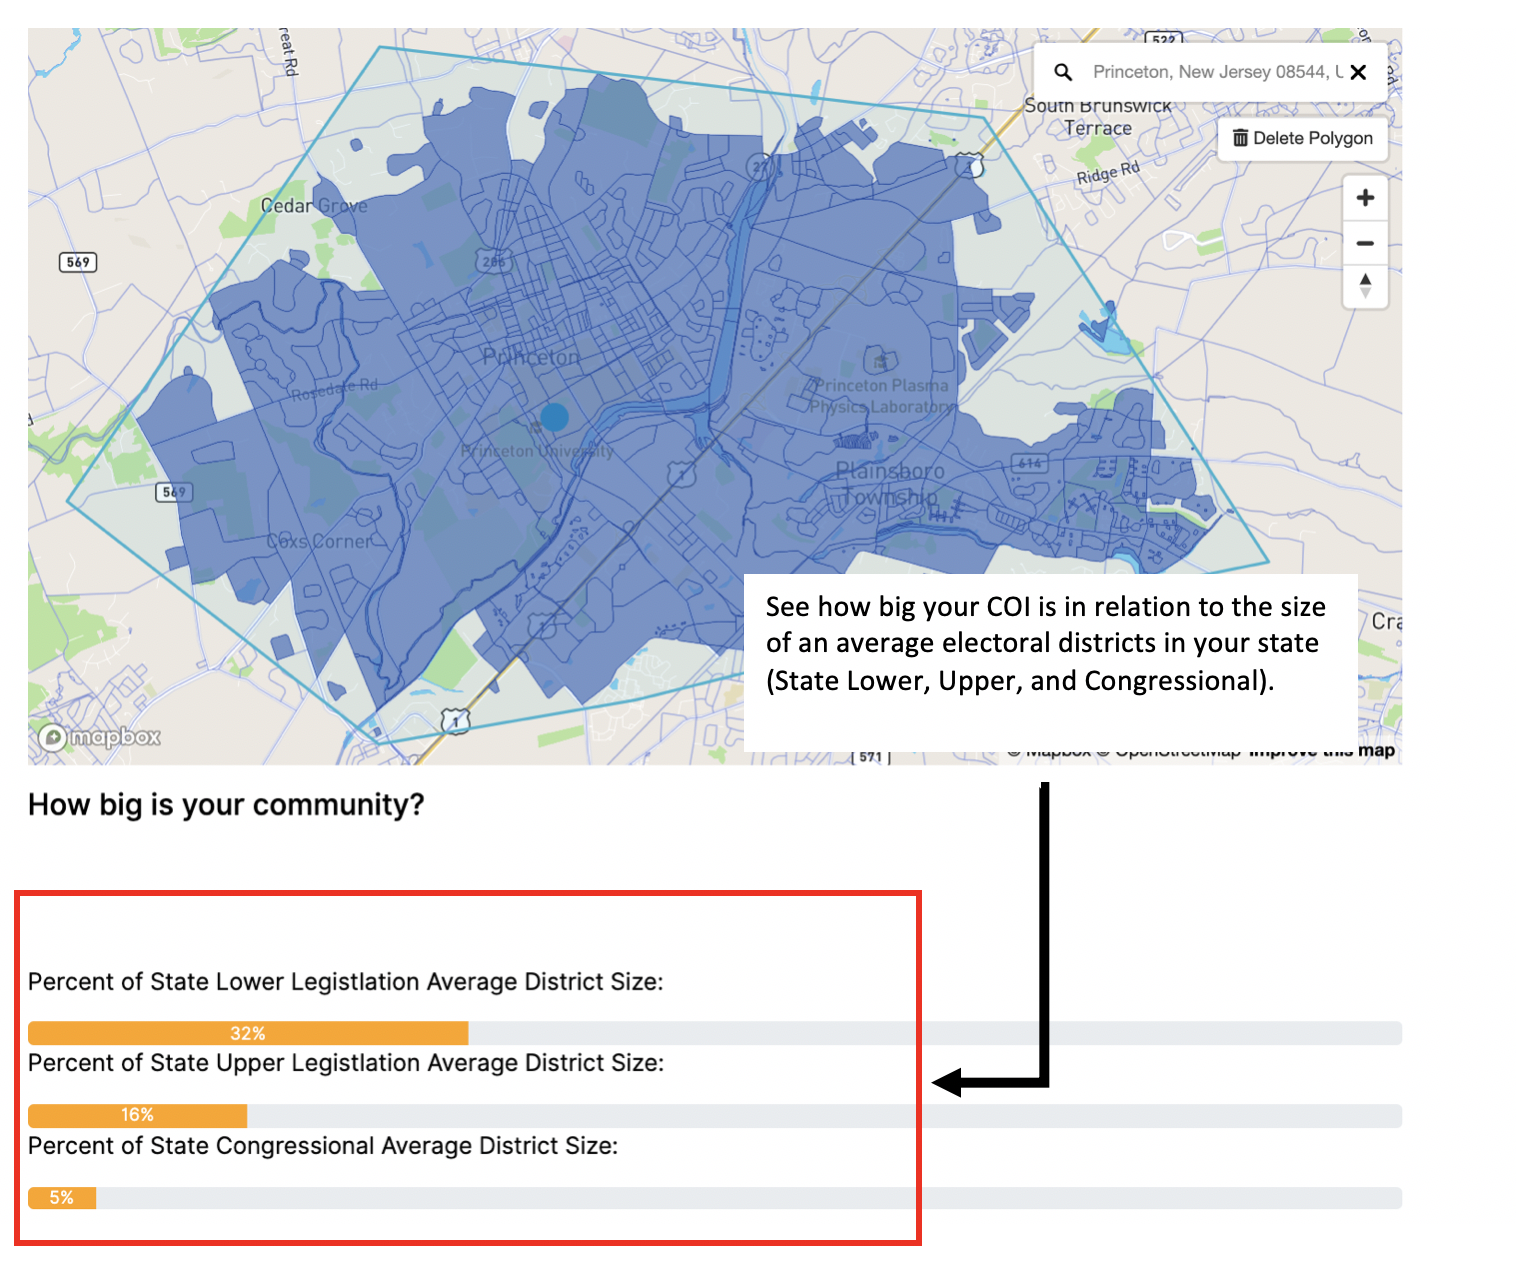 reat Rd
522
Princeton, New Jersey 08544, U
South Brunswick
Terrace
Delete Polygon
27
1
Ridge Rd
Cedar Grove
569
206
Princeton
Rosedale Rd
Princeton Plasma
Physics Laboratory
Princeton University
Plainsboro
Township
614
1
569
Coxs Corner
See how big your COI is in relation to the size
of an average electoral districts in your state
(State Lower, Upper, and Congressional).
Cra
1
1
mapbox
571
© Mapbox © OpenStreetMap Improve this map
How big is your community?
Percent of State Lower Legistlation Average District Size:
32%
Percent of State Upper Legistlation Average District Size:
16%
Percent of State Congressional Average District Size:
5%